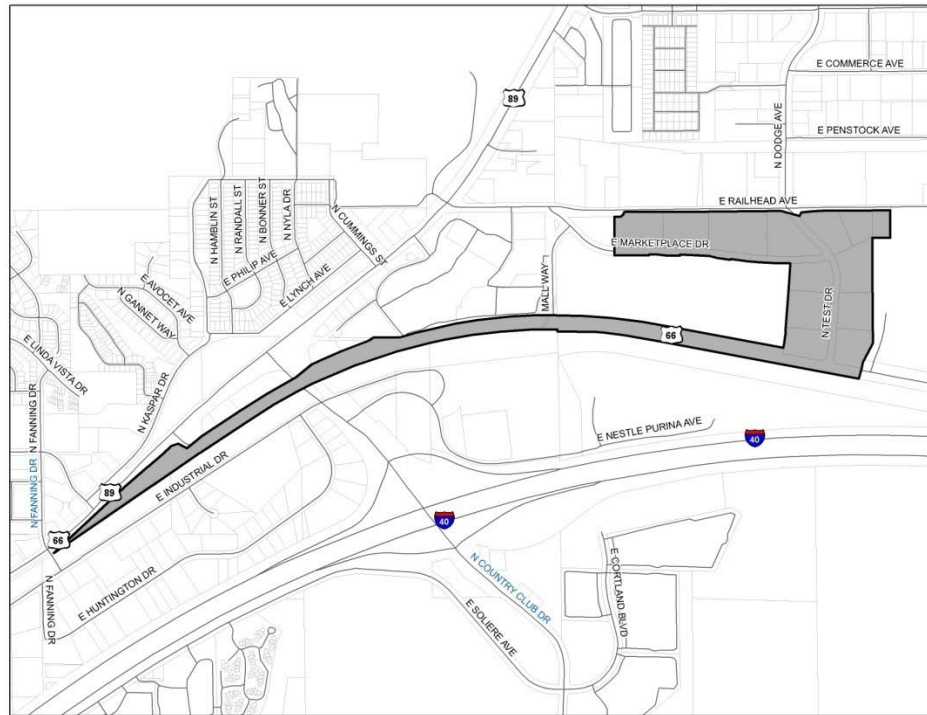 E COMMERCE AVE
89
E PENSTOCK AVE
N DODGE AVE
E RAILHEAD AVE
N HAMBLIN ST
N RANDALL ST
N BONNER ST
N NYLA DR
N CUMMINGS ST
E PHILIP AVE
E LYNCH AVE
E MARKETPLACE DR
MALL WAY
E AVOCET AVE
N GANNET WAY
N TEST DR
66
E LINDA VISTA DR
N KASPAR DR
N FANNING DR
N FANNING DR
E NESTLE PURINA AVE
40
E INDUSTRIAL DR
89
40
66
N FANNING DR
E HUNTINGTON DR
N COUNTRY CLUB DR
E CORTLAND BLVD
E SOLIERE AVE